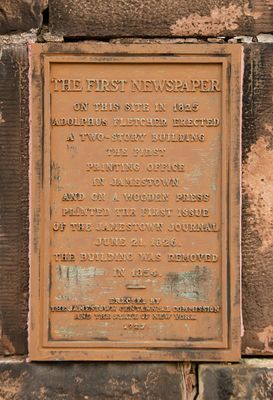 THE FIRST NEWSPAPER
ON THIS SITE IN 1825
ADOLPHUS FLETCHER ERECTED
A TWO-STORY BUILDING
THE FIRST
PRINTING OFFICE
IN JAMESTOWN
AND ON A WOODEN PRESS
PRINTED THE FIRST ISSUE
OF THE JAMESTOWN JOURNAL
JUNE 21, 1826.
THE BUILDING WAS REMOVED
IN 1854.
ERECTED BY
THE JAMESTOWN CENTENNIAL COMMISSION
AND THE STATE OF NEW YORK
1927